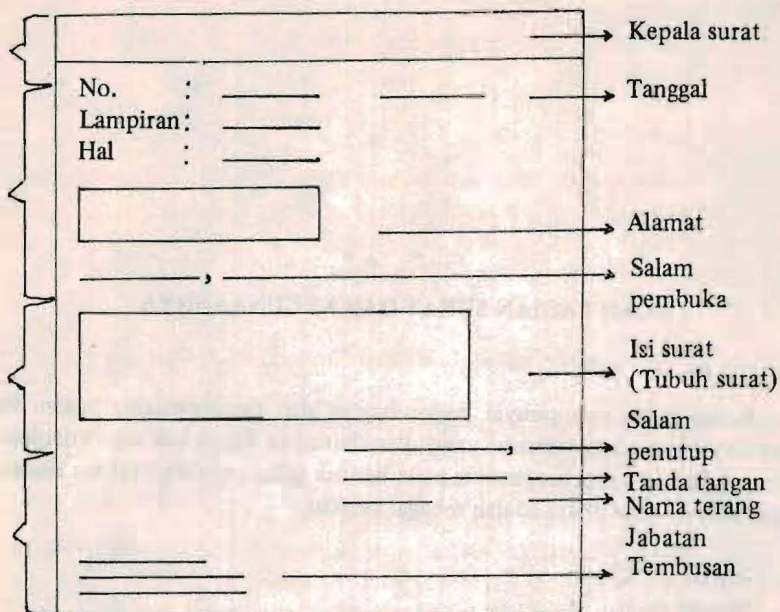 Kepala surat
No. :
Tanggal
Lampiran :
Hal :
Alamat
,
Salam
pembuka
Isi surat
(Tubuh surat)
Salam
penutup
,
Tanda tangan
Nama terang
Jabatan
Tembusan